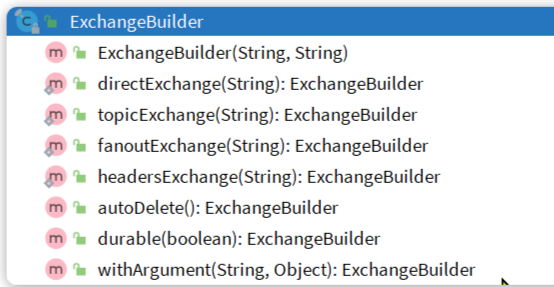 ExchangeBuilder
ExchangeBuilder(String, String)
directExchange(String): ExchangeBuilder
topicExchange(String): ExchangeBuilder
fanoutExchange(String): ExchangeBuilder
headersExchange(String): ExchangeBuilder
autoDelete(): ExchangeBuilder
durable(boolean): ExchangeBuilder
withArgument(String, Object): ExchangeBuilder